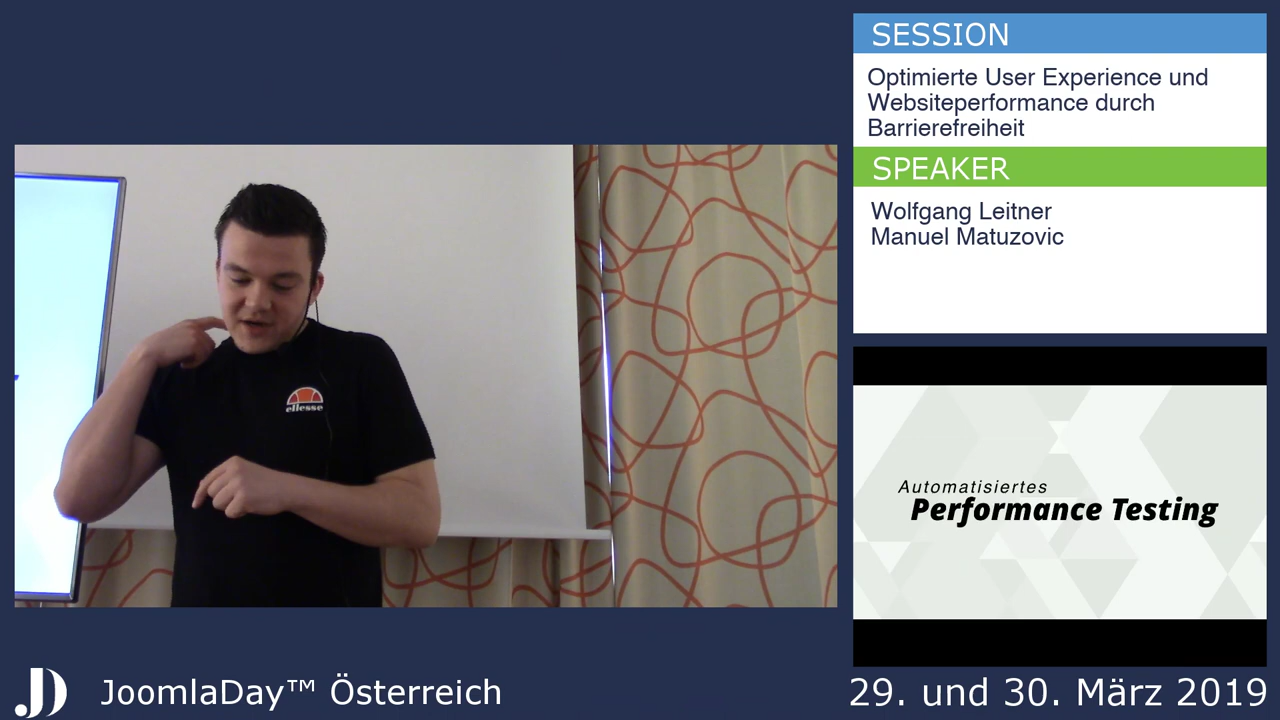 SESSION
Optimierte User Experience und
Websiteperformance durch
Barrierefreiheit
SPEAKER
Wolfgang Leitner
Manuel Matuzovic
ellesse
Automatisiertes
Performance Testing
JD JoomlaDay™ Österreich
29. und 30. März 2019